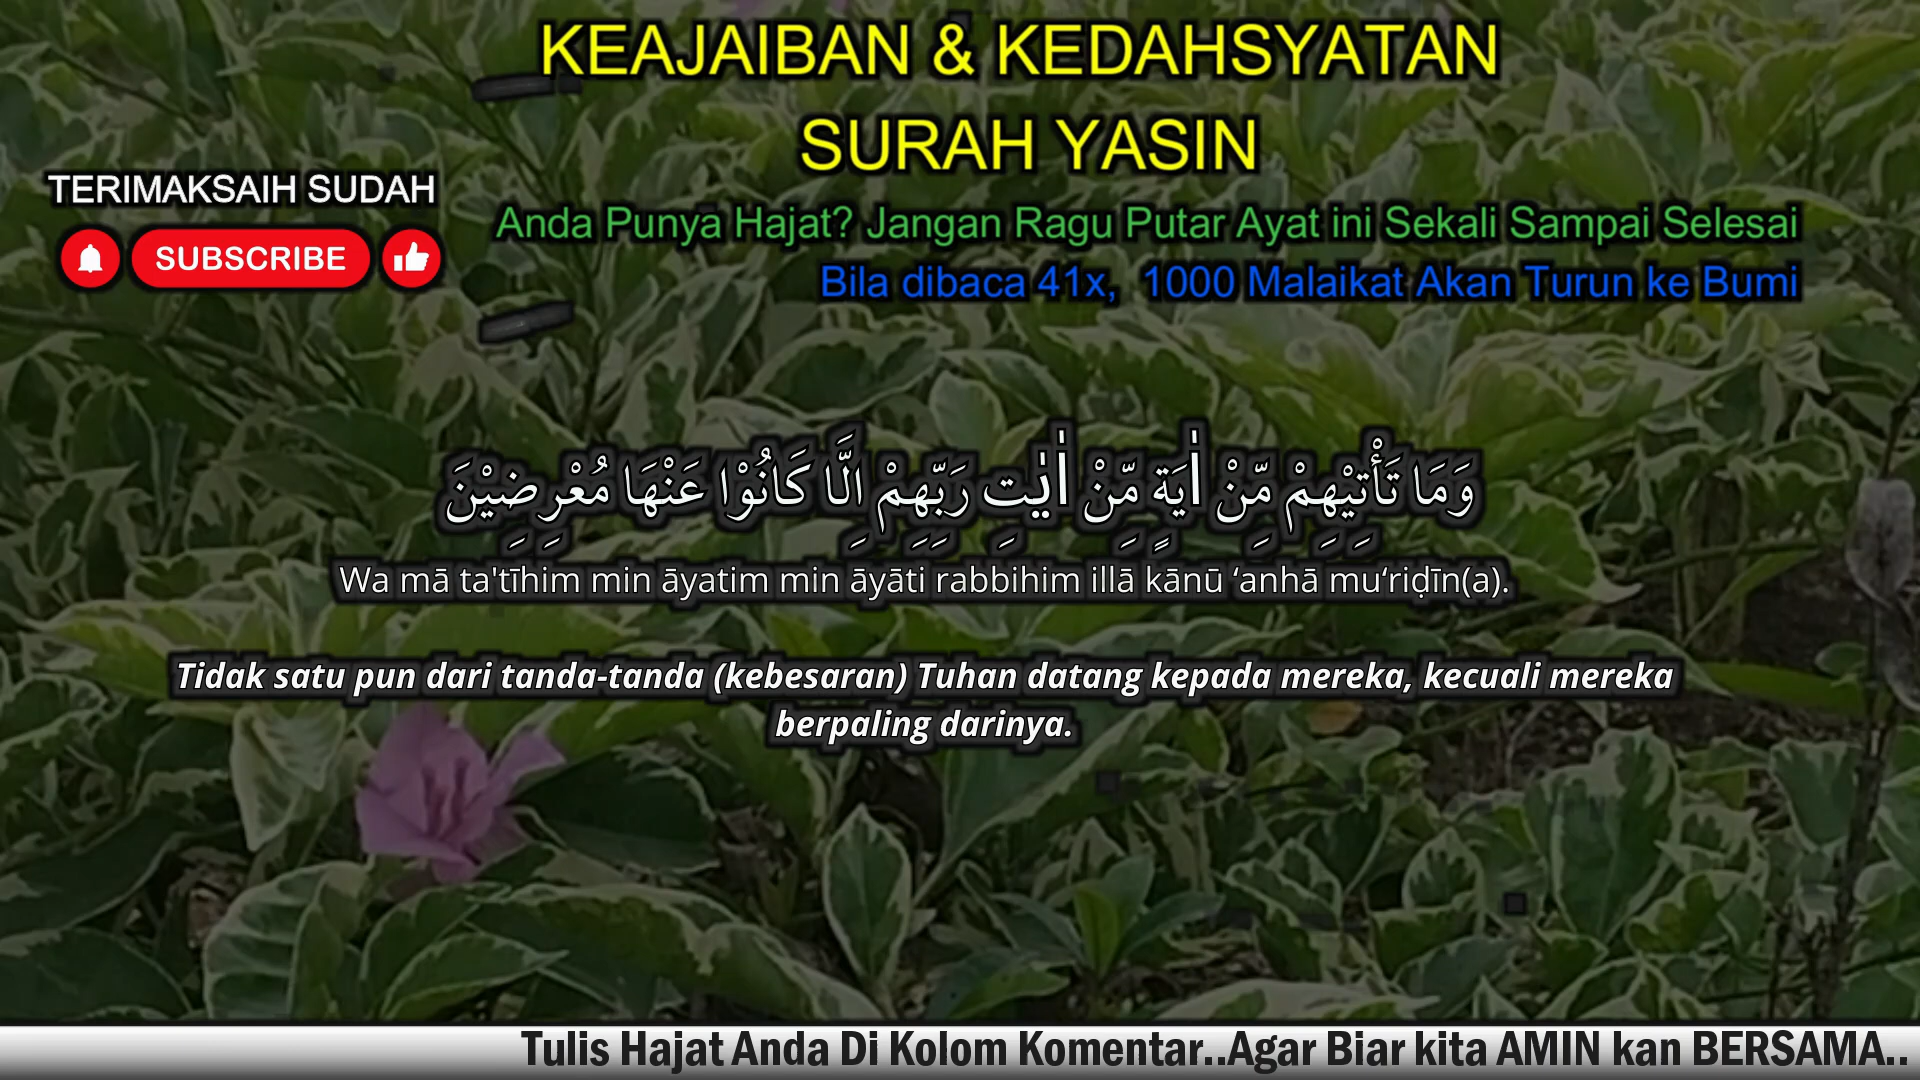 KEAJAIBAN & KEDAHSYATAN
SURAH YASIN
TERIMAKSAIH SUDAH
SUBSCRIBE
Anda Punya Hajat? Jangan Ragu Putar Ayat ini Sekali Sampai Selesai
Bila dibaca 41x, 1000 Malaikat Akan Turun ke Bumi
وَمَا تَأْتِيْهِمْ مِّنْ اٰيَةٍ مِّنْ اٰيٰتِ رَبِّهِمْ اِلَّا كَانُوْا عَنْهَا مُعْرِضِيْنَ
Wa mā ta'tīhim min āyatim min āyāti rabbihim illā kānū ‘anhā mu‘riḍīn(a).
Tidak satu pun dari tanda-tanda (kebesaran) Tuhan datang kepada mereka, kecuali mereka
berpaling darinya.
Tulis Hajat Anda Di Kolom Komentar..Agar Biar kita AMIN kan BERSAMA..